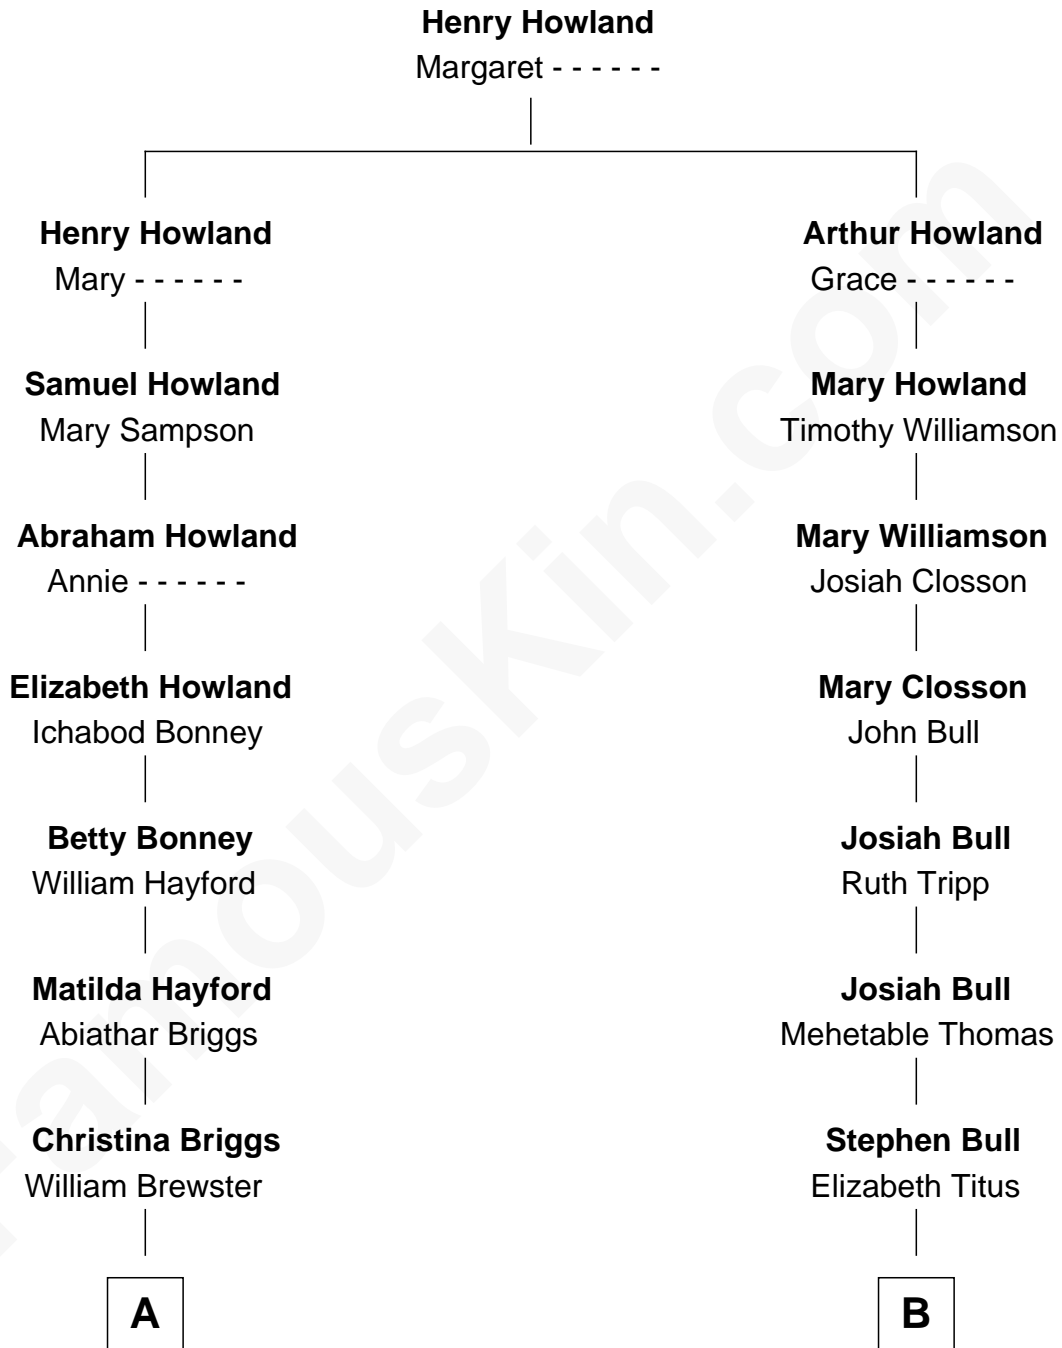 Henry Howland
Margaret - - - - - -
Henry Howland
Mary - - - - - -
Arthur Howland
Grace - - - - - -
Samuel Howland
Mary Sampson
Mary Howland
Timothy Williamson
Abraham Howland
Annie - - - - - -
Mary Williamson
Josiah Closson
Elizabeth Howland
Ichabod Bonney
Mary Closson
John Bull
Betty Bonney
William Hayford
Josiah Bull
Ruth Tripp
Matilda Hayford
Abiathar Briggs
Josiah Bull
Mehetable Thomas
Christina Briggs
William Brewster
Stephen Bull
Elizabeth Titus
A
B
FamousKin.com